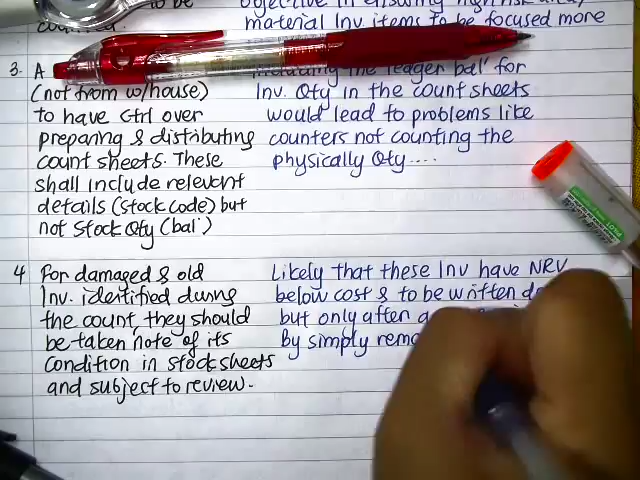 to be
objective in ensuring high risk area/
material Inv items to be focused more
3. A
ledger bal' for
(not from w/house)
Inv. Qty in the count sheets
to have ctrl over
would lead to problems like
preparing & distributing
counters not counting the
count sheets. These
physically Qty....
shall include relevent
details (stock code) but
not stock Qty (bal')
4 For damaged & old
Likely that these Inv have NRV
Inv. identified during
below cost & to be written
the count, they should
but only after a
be taken note of its
By simply
condition in stock sheets
and subject to review.
PILOT